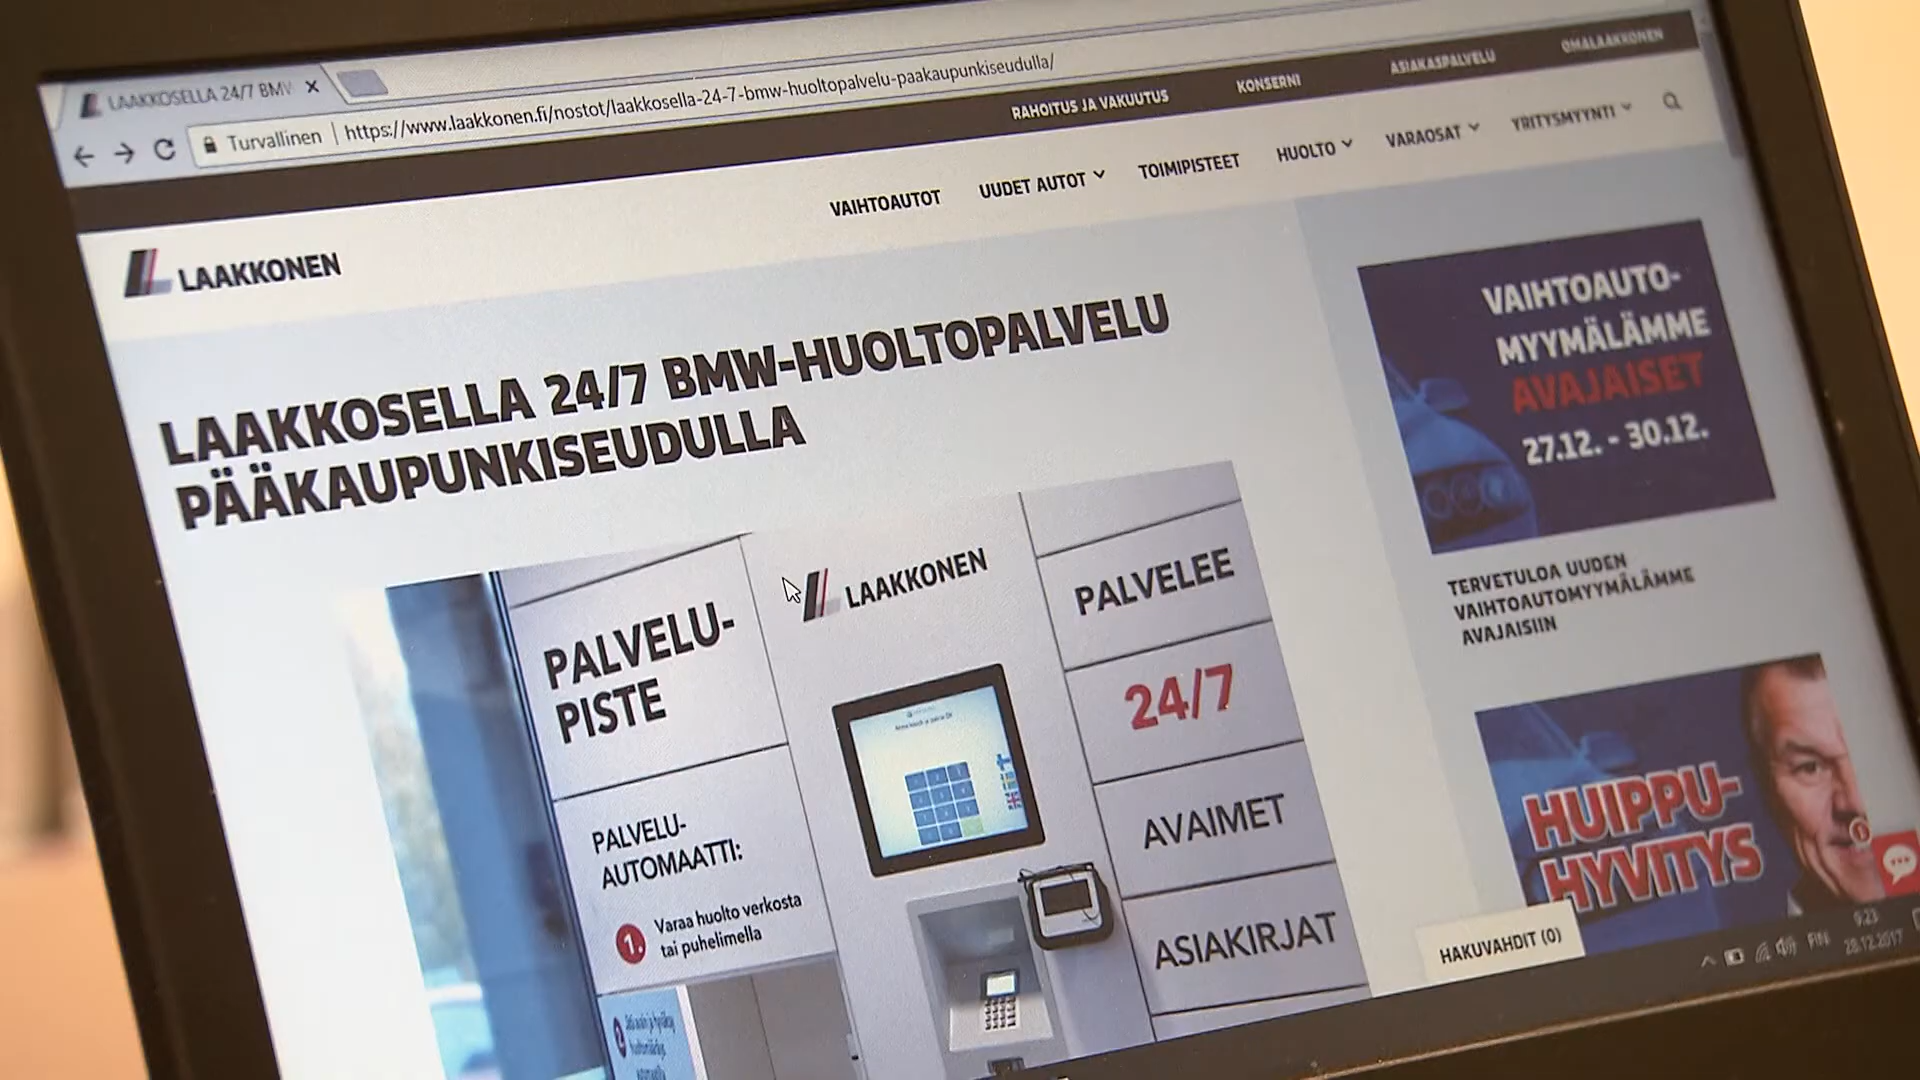 LAAKKOSELLA 24/7 BMW
Turvallinen
https://www.laakkonen.fi/nostot/laakkosella-24-7-bmw-huoltopalvelu-paakaupunkiseudulla/
RAHOITUS JA VAKUUTUS
KONSERNI
ASIAKASPALVELU
OMALAAKKONEN
VAIHTOAUTOT
UUDET AUTOT
TOIMIPISTEET
HUOLTO
VARAOSAT
YRITYSMYYNTI
LAAKKONEN
LAAKKOSELLA 24/7 BMW-HUOLTOPALVELU
PÄÄKAUPUNKISEUDULLA
PALVELU-
PISTE
PALVELU-
AUTOMAATTI:
1. Varaa huolto verkosta
tai puhelimella
LAAKKONEN
PALVELEE
24/7
AVAIMET
ASIAKIRJAT
VAIHTOAUTO-
MYYMÄLÄMME
AVAJAISET
27.12. - 30.12.
TERVETULOA UUDEN
VAIHTOAUTOMYYMÄLÄMME
AVAJAISIIN
HUIPPU-
HYVITYS
1
HAKUVAHDIT (0)
FIN
9.23
28.12.2017